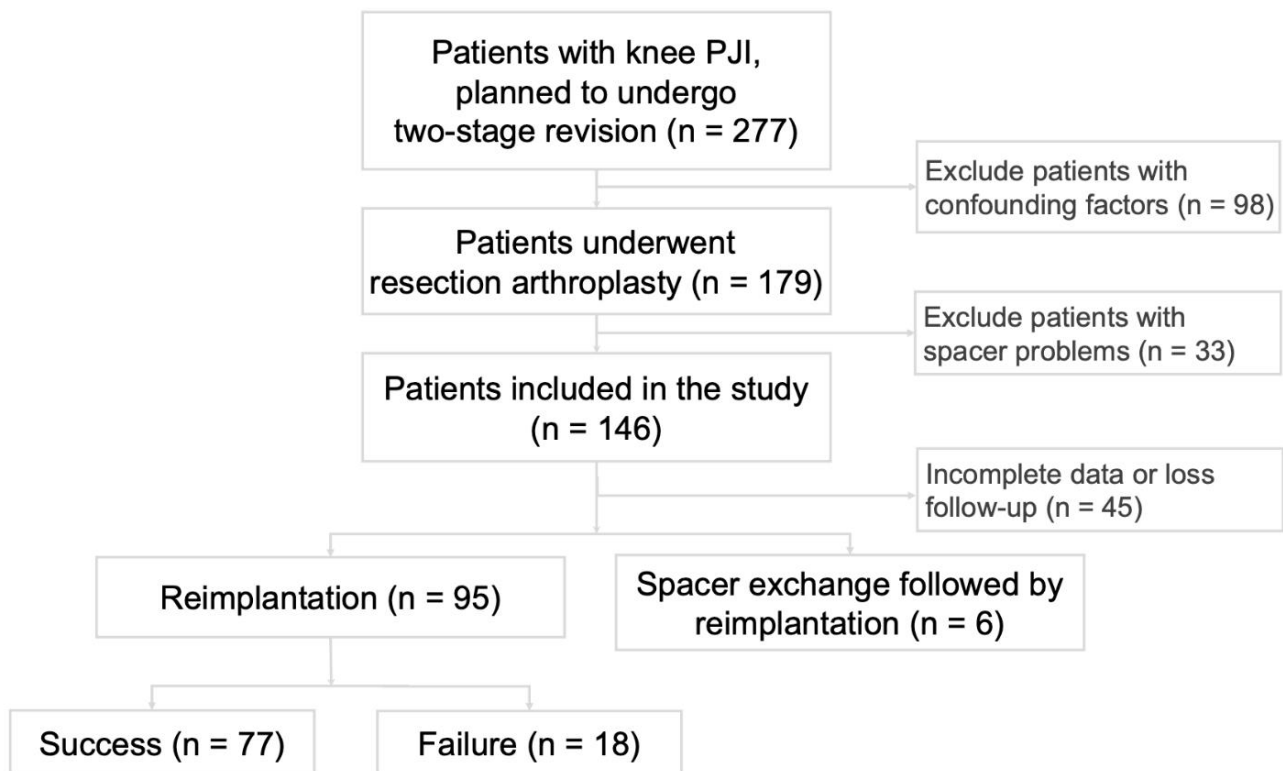 Patients with knee PJI,
planned to undergo
two-stage revision (n = 277)
Exclude patients with
confounding factors (n = 98)
Patients underwent
resection arthroplasty (n = 179)
Exclude patients with
spacer problems (n = 33)
Patients included in the study
(n = 146)
Incomplete data or loss
follow-up (n = 45)
Reimplantation (n = 95)
Spacer exchange followed by
reimplantation (n = 6)
Success (n = 77)
Failure (n = 18)